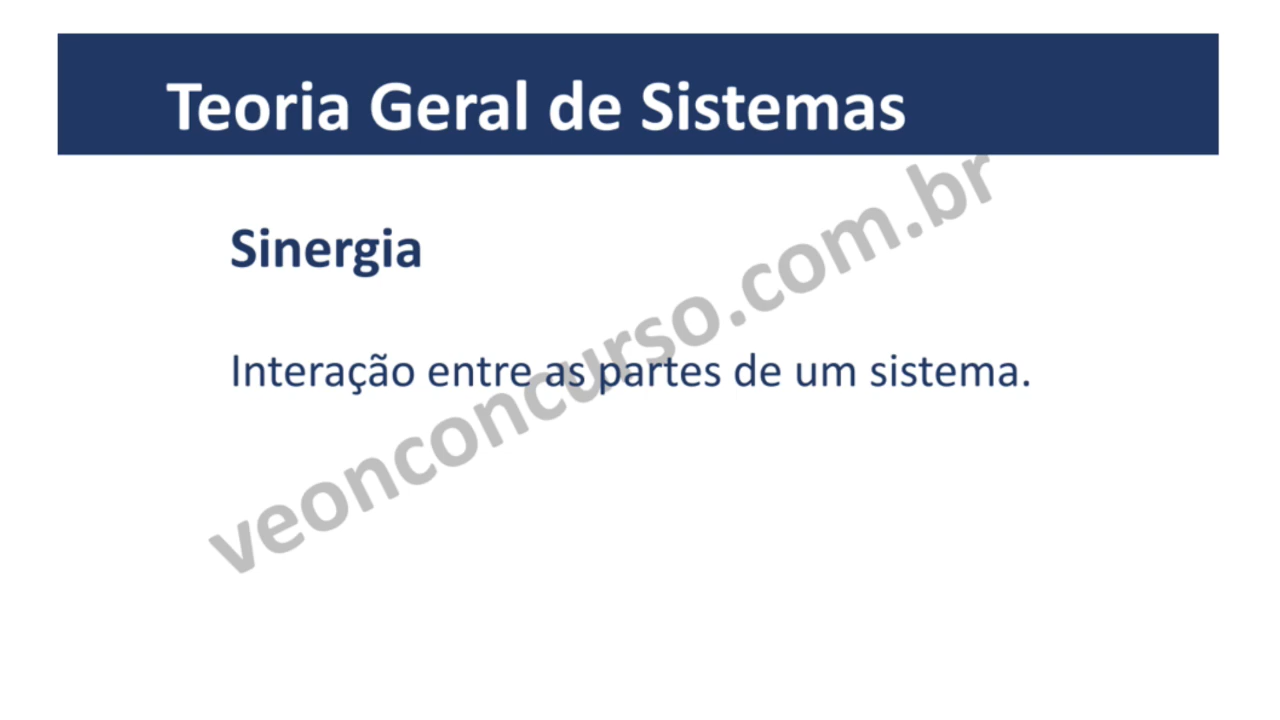 Teoria Geral de Sistemas
Sinergia
Interação entre as partes de um sistema.
veonconcurso.com.br